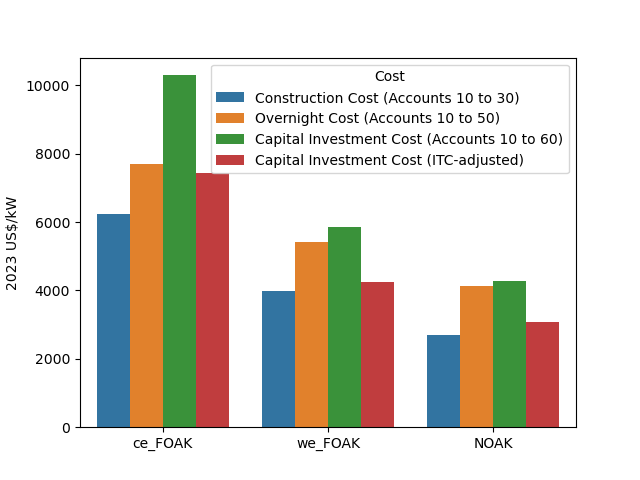 Cost
Construction Cost (Accounts 10 to 30)
Overnight Cost (Accounts 10 to 50)
Capital Investment Cost (Accounts 10 to 60)
Capital Investment Cost (ITC-adjusted)
2023 US$/kW
10000
8000
6000
4000
2000
0
ce_FOAK
we_FOAK
NOAK